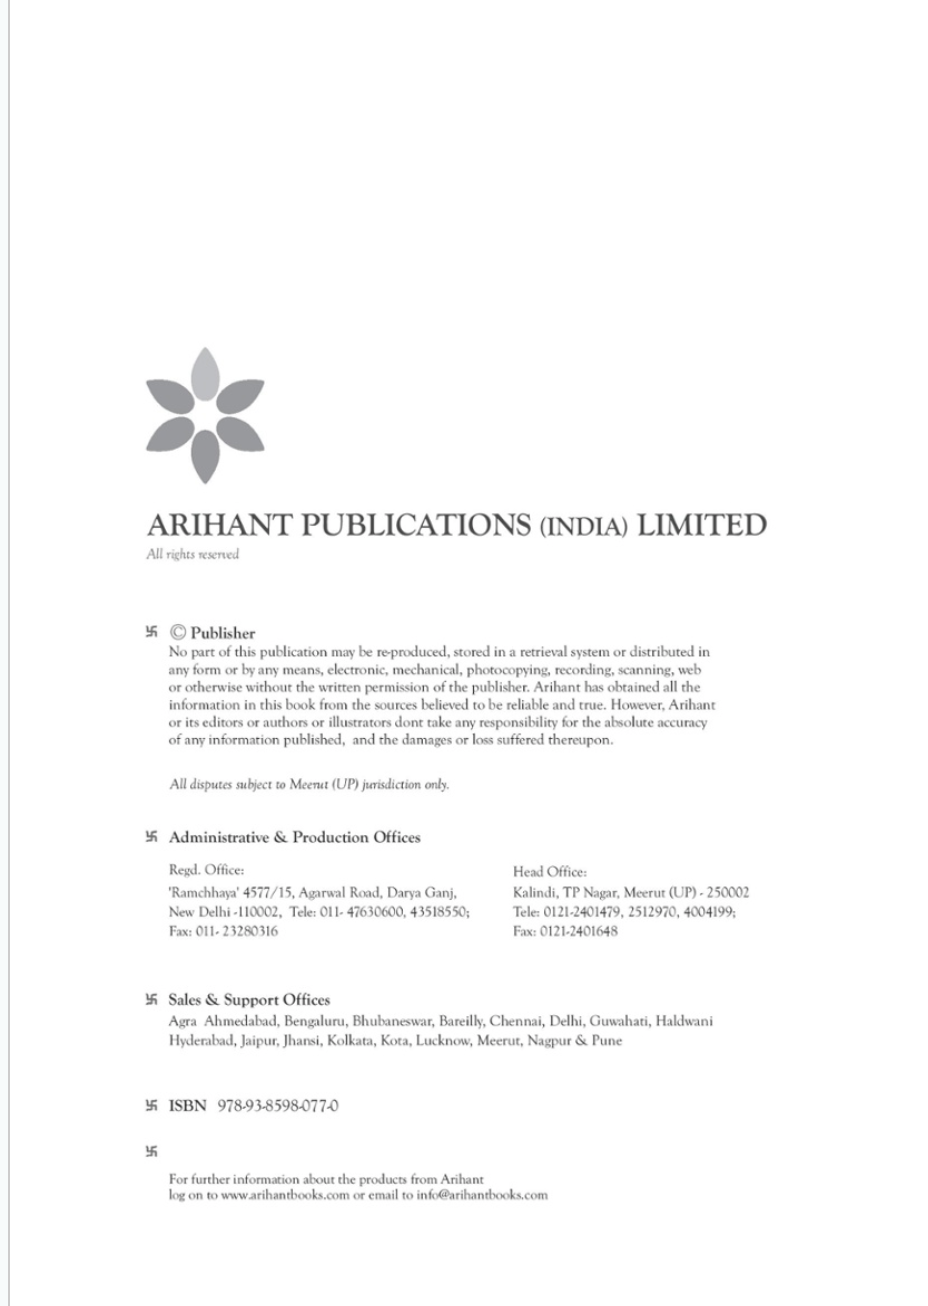 ARIHANT PUBLICATIONS (INDIA) LIMITED
All rights reserved
卐 © Publisher
No part of this publication may be re-produced, stored in a retrieval system or distributed in
any form or by any means, electronic, mechanical, photocopying, recording, scanning, web
or otherwise without the written permission of the publisher. Arihant has obtained all the
information in this book from the sources believed to be reliable and true. However, Arihant
or its editors or authors or illustrators dont take any responsibility for the absolute accuracy
of any information published, and the damages or loss suffered thereupon.
All disputes subject to Meerut (UP) jurisdiction only.
卐 Administrative & Production Offices
Regd. Office:
'Ramchhaya' 4577/15, Agarwal Road, Darya Ganj,
New Delhi -110002, Tele: 011- 47630600, 43518550;
Fax: 011- 23280316
Head Office:
Kalindi, TP Nagar, Meerut (UP) - 250002
Tele: 0121-2401479, 2512970, 4004199;
Fax: 0121-2401648
卐 Sales & Support Offices
Agra Ahmedabad, Bengaluru, Bhubaneswar, Bareilly, Chennai, Delhi, Guwahati, Haldwani
Hyderabad, Jaipur, Jhansi, Kolkata, Kota, Lucknow, Meerut, Nagpur & Pune
卐 ISBN 978-93-8598-077-0
卐
For further information about the products from Arihant
log on to www.arihantbooks.com or email to info@arihantbooks.com